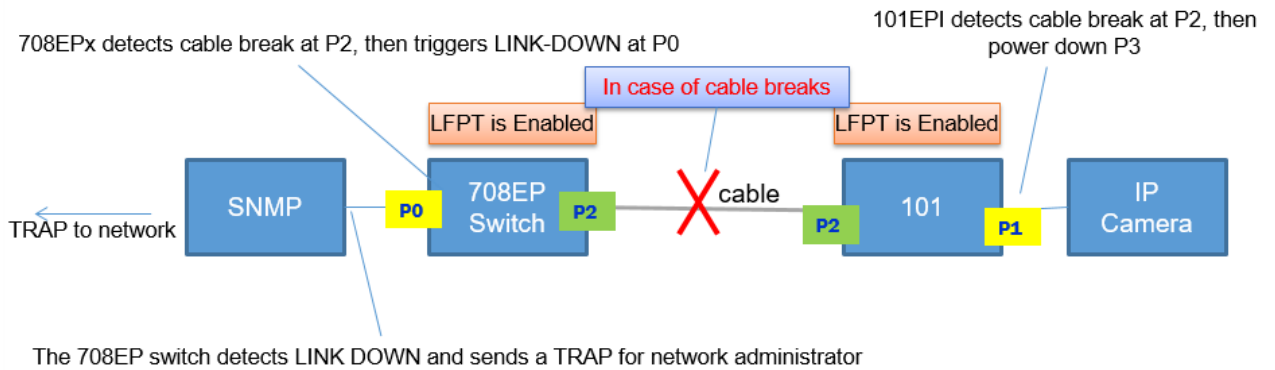 101EPI detects cable break at P2, then
power down P3
708EPx detects cable break at P2, then triggers LINK-DOWN at P0
In case of cable breaks
LFPT is Enabled
LFPT is Enabled
SNMP
P0
708EP
Switch
P2
cable
P2
101
P1
IP
Camera
TRAP to network
The 708EP switch detects LINK DOWN and sends a TRAP for network administrator